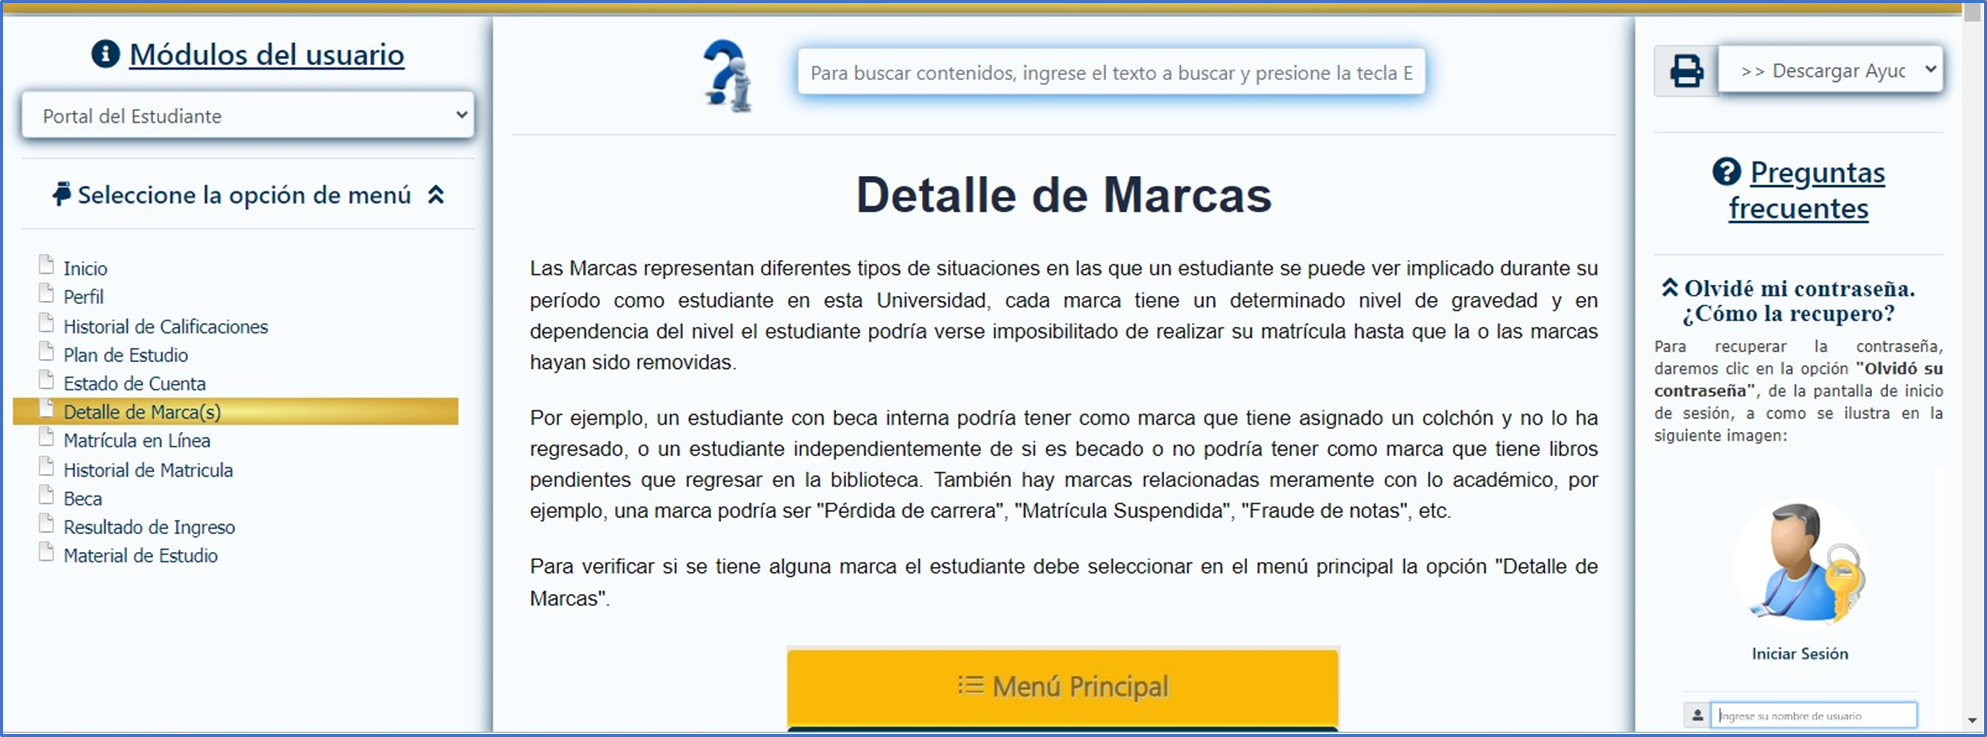 Módulos del usuario
Portal del Estudiante
Seleccione la opción de menú
Inicio
Perfil
Historial de Calificaciones
Plan de Estudio
Estado de Cuenta
Detalle de Marca(s)
Matrícula en Línea
Historial de Matricula
Beca
Resultado de Ingreso
Material de Estudio
Para buscar contenidos, ingrese el texto a buscar y presione la tecla E
Detalle de Marcas
Las Marcas representan diferentes tipos de situaciones en las que un estudiante se puede ver implicado durante su
período como estudiante en esta Universidad, cada marca tiene un determinado nivel de gravedad y en
dependencia del nivel el estudiante podría verse imposibilitado de realizar su matrícula hasta que la o las marcas
hayan sido removidas.
Por ejemplo, un estudiante con beca interna podría tener como marca que tiene asignado un colchón y no lo ha
regresado, o un estudiante independientemente de si es becado o no podría tener como marca que tiene libros
pendientes que regresar en la biblioteca. También hay marcas relacionadas meramente con lo académico, por
ejemplo, una marca podría ser "Pérdida de carrera", "Matrícula Suspendida", "Fraude de notas", etc.
Para verificar si se tiene alguna marca el estudiante debe seleccionar en el menú principal la opción "Detalle de
Marcas".
Menú Principal
>> Descargar Ayuc
Preguntas
frecuentes
Olvidé mi contraseña.
¿Cómo la recupero?
Para recuperar la contraseña,
daremos clic en la opción "Olvidó su
contraseña", de la pantalla de inicio
de sesión, a como se ilustra en la
siguiente imagen:
Iniciar Sesión
Ingrese su nombre de usuario